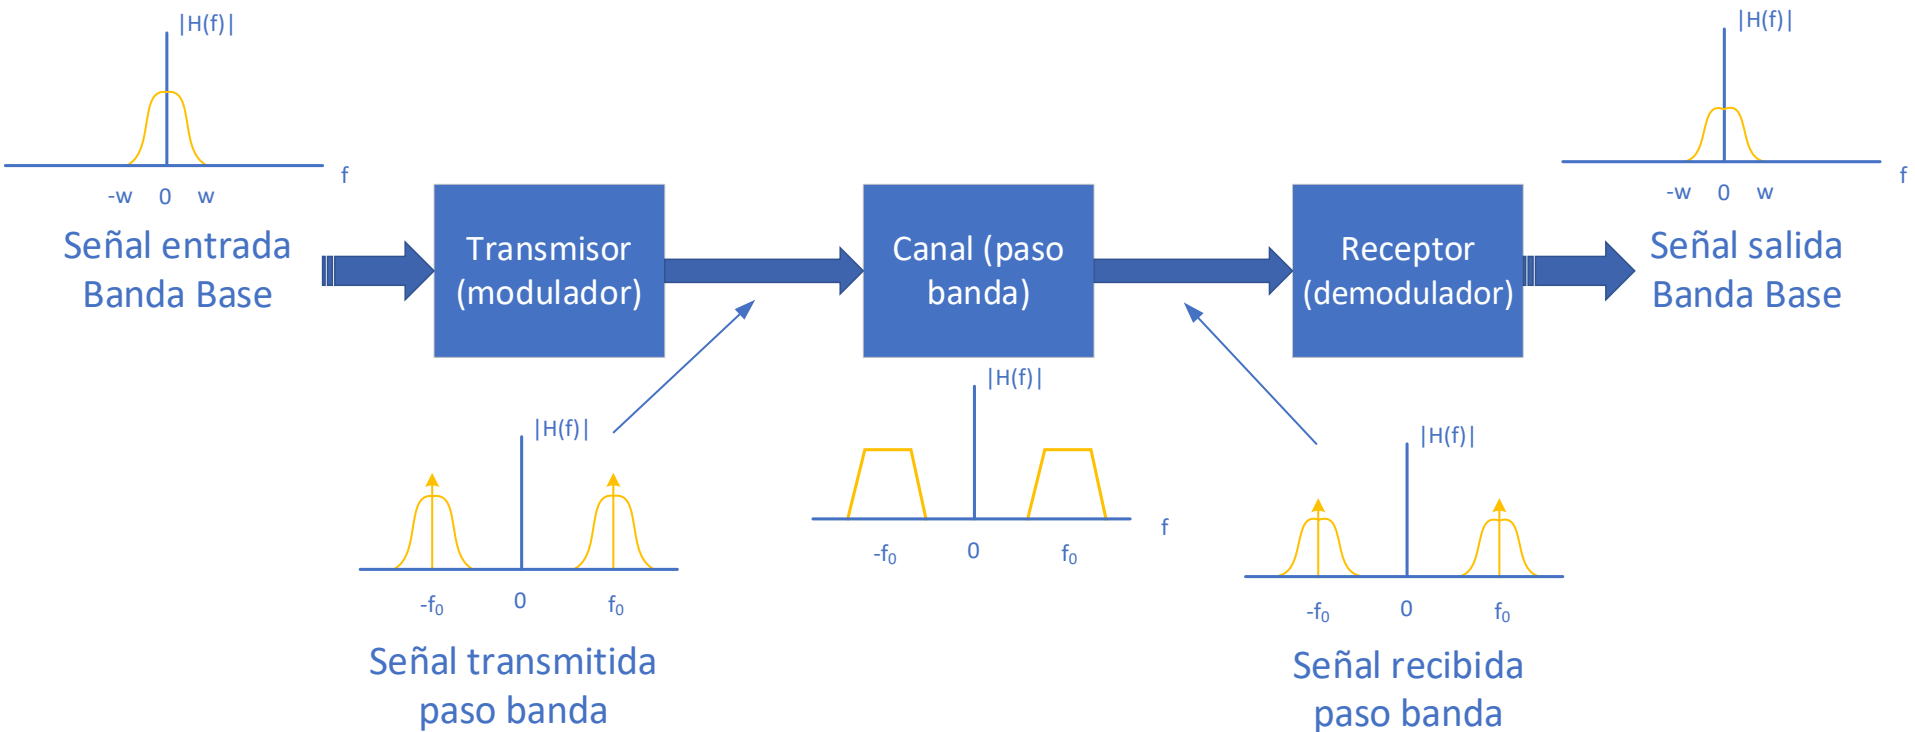 |H(f)|
f
-w 0 w
Señal entrada
Banda Base
Transmisor
(modulador)
Canal (paso
banda)
Receptor
(demodulador)
|H(f)|
f
-w 0 w
Señal salida
Banda Base
|H(f)|
-f₀ 0 f₀
Señal transmitida
paso banda
|H(f)|
f
-f₀ 0 f₀
|H(f)|
-f₀ 0 f₀
Señal recibida
paso banda